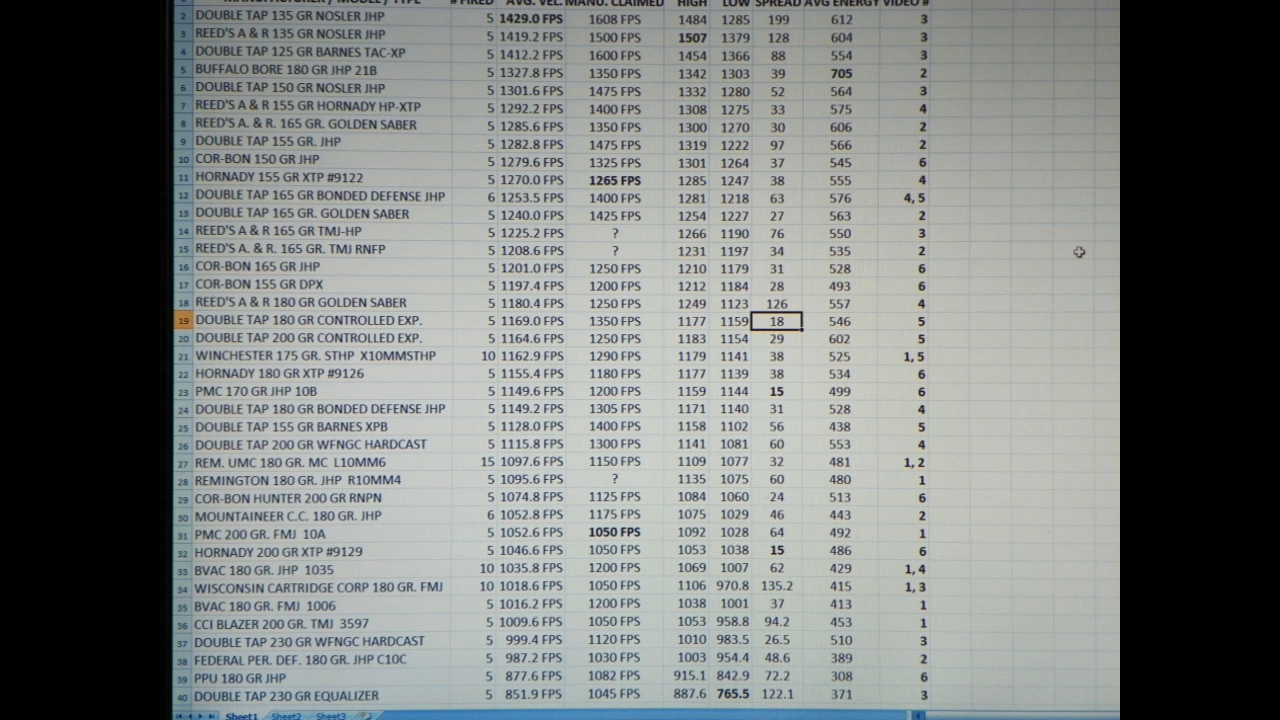 1 MANUFACTURER / MODEL / TYPE # FIRED AVG. VEL. MANU. CLAIMED HIGH LOW SPREAD AVG ENERGY VIDEO #
2 DOUBLE TAP 135 GR NOSLER JHP 5 1429.0 FPS 1608 FPS 1484 1285 199 612 3
3 REED'S A & R 135 GR NOSLER JHP 5 1419.2 FPS 1500 FPS 1507 1379 128 604 3
4 DOUBLE TAP 125 GR BARNES TAC-XP 5 1412.2 FPS 1600 FPS 1454 1366 88 554 3
5 BUFFALO BORE 180 GR JHP 21B 5 1327.8 FPS 1350 FPS 1342 1303 39 705 2
6 DOUBLE TAP 150 GR NOSLER JHP 5 1301.6 FPS 1475 FPS 1332 1280 52 564 3
7 REED'S A & R 155 GR HORNADY HP-XTP 5 1292.2 FPS 1400 FPS 1308 1275 33 575 4
8 REED'S A. & R. 165 GR. GOLDEN SABER 5 1285.6 FPS 1350 FPS 1300 1270 30 606 2
9 DOUBLE TAP 155 GR. JHP 5 1282.8 FPS 1475 FPS 1319 1222 97 566 2
10 COR-BON 150 GR JHP 5 1279.6 FPS 1325 FPS 1301 1264 37 545 6
11 HORNADY 155 GR XTP #9122 5 1270.0 FPS 1265 FPS 1285 1247 38 555 4
12 DOUBLE TAP 165 GR BONDED DEFENSE JHP 6 1253.5 FPS 1400 FPS 1281 1218 63 576 4, 5
13 DOUBLE TAP 165 GR. GOLDEN SABER 5 1240.0 FPS 1425 FPS 1254 1227 27 563 2
14 REED'S A & R 165 GR TMJ-HP 5 1225.2 FPS ? 1266 1190 76 550 3
15 REED'S A. & R. 165 GR. TMJ RNFP 5 1208.6 FPS ? 1231 1197 34 535 2
16 COR-BON 165 GR JHP 5 1201.0 FPS 1250 FPS 1210 1179 31 528 6
17 COR-BON 155 GR DPX 5 1197.4 FPS 1200 FPS 1212 1184 28 493 6
18 REED'S A & R 180 GR GOLDEN SABER 5 1180.4 FPS 1250 FPS 1249 1123 126 557 4
19 DOUBLE TAP 180 GR CONTROLLED EXP. 5 1169.0 FPS 1350 FPS 1177 1159 18 546 5
20 DOUBLE TAP 200 GR CONTROLLED EXP. 5 1164.6 FPS 1250 FPS 1183 1154 29 602 5
21 WINCHESTER 175 GR. STHP X10MMSTHP 10 1162.9 FPS 1290 FPS 1179 1141 38 525 1, 5
22 HORNADY 180 GR XTP #9126 5 1155.4 FPS 1180 FPS 1177 1139 38 534 6
23 PMC 170 GR JHP 10B 5 1149.6 FPS 1200 FPS 1159 1144 15 499 6
24 DOUBLE TAP 180 GR BONDED DEFENSE JHP 5 1149.2 FPS 1305 FPS 1171 1140 31 528 4
25 DOUBLE TAP 155 GR BARNES XPB 5 1128.0 FPS 1400 FPS 1158 1102 56 438 5
26 DOUBLE TAP 200 GR WFNGC HARDCAST 5 1115.8 FPS 1300 FPS 1141 1081 60 553 4
27 REM. UMC 180 GR. MC L10MM6 15 1097.6 FPS 1150 FPS 1109 1077 32 481 1, 2
28 REMINGTON 180 GR. JHP R10MM4 5 1095.6 FPS ? 1135 1075 60 480 1
29 COR-BON HUNTER 200 GR RNPN 5 1074.8 FPS 1125 FPS 1084 1060 24 513 6
30 MOUNTAINEER C.C. 180 GR. JHP 6 1052.8 FPS 1175 FPS 1075 1029 46 443 2
31 PMC 200 GR. FMJ 10A 5 1052.6 FPS 1050 FPS 1092 1028 64 492 1
32 HORNADY 200 GR XTP #9129 5 1046.6 FPS 1050 FPS 1053 1038 15 486 6
33 BVAC 180 GR. JHP 1035 10 1035.8 FPS 1200 FPS 1069 1007 62 429 1, 4
34 WISCONSIN CARTRIDGE CORP 180 GR. FMJ 10 1018.6 FPS 1050 FPS 1106 970.8 135.2 415 1, 3
35 BVAC 180 GR. FMJ 1006 5 1016.2 FPS 1200 FPS 1038 1001 37 413 1
36 CCI BLAZER 200 GR. TMJ 3597 5 1009.6 FPS 1050 FPS 1053 958.8 94.2 453 1
37 DOUBLE TAP 230 GR WFNGC HARDCAST 5 999.4 FPS 1120 FPS 1010 983.5 26.5 510 3
38 FEDERAL PER. DEF. 180 GR. JHP C10C 5 987.2 FPS 1030 FPS 1003 954.4 48.6 389 2
39 PPU 180 GR JHP 5 877.6 FPS 1082 FPS 915.1 842.9 72.2 308 6
40 DOUBLE TAP 230 GR EQUALIZER 5 851.9 FPS 1045 FPS 887.6 765.5 122.1 371 3
Sheet1 Sheet2 Sheet3